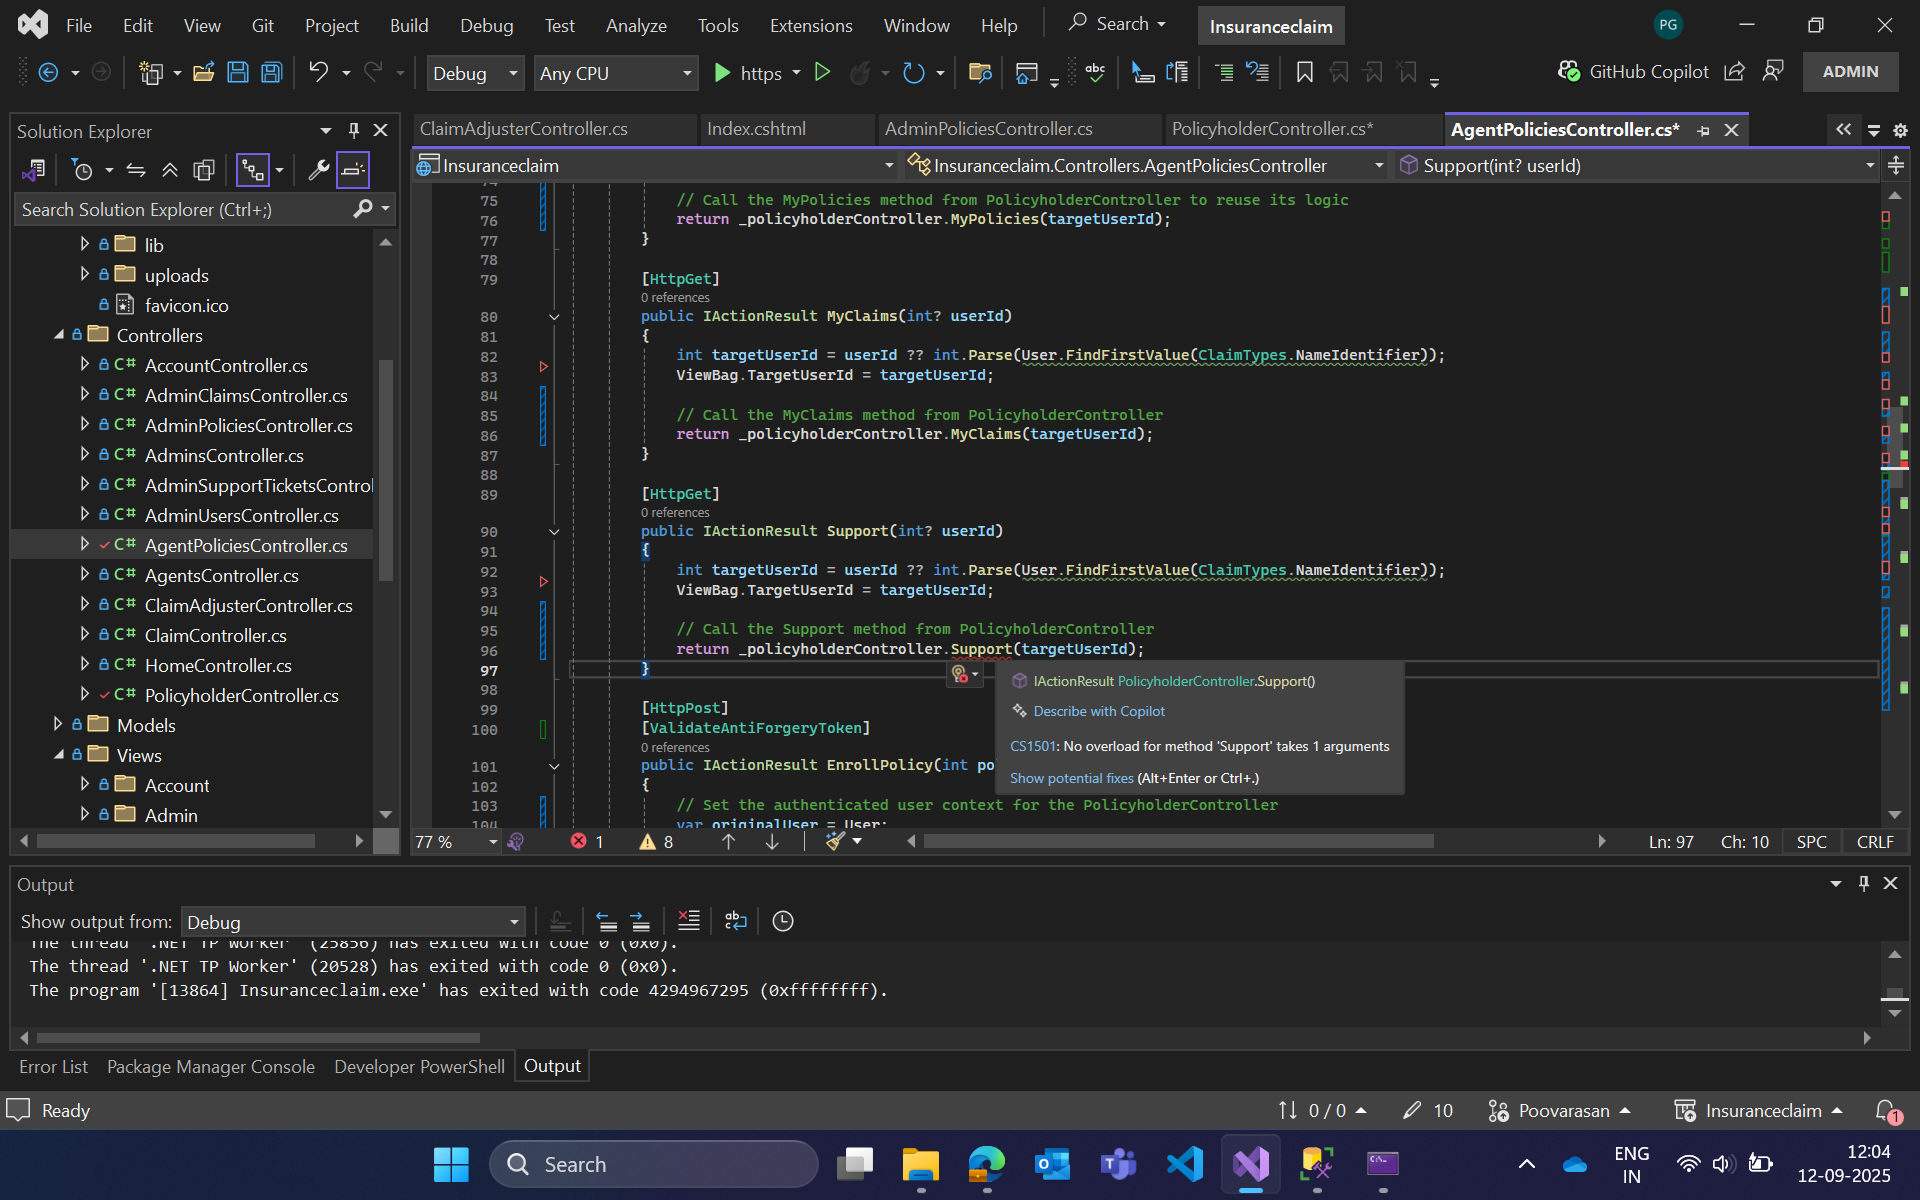 File Edit View Git Project Build Debug Test Analyze Tools Extensions Window Help Search Insuranceclaim PG
Debug Any CPU https GitHub Copilot ADMIN
Solution Explorer
Search Solution Explorer (Ctrl+;)
lib
uploads
favicon.ico
Controllers
C# AccountController.cs
C# AdminClaimsController.cs
C# AdminPoliciesController.cs
C# AdminsController.cs
C# AdminSupportTicketsControl
C# AdminUsersController.cs
C# AgentPoliciesController.cs
C# AgentsController.cs
C# ClaimAdjusterController.cs
C# ClaimController.cs
C# HomeController.cs
C# PolicyholderController.cs
Models
Views
Account
Admin
ClaimAdjusterController.cs Index.cshtml AdminPoliciesController.cs PolicyholderController.cs* AgentPoliciesController.cs*
Insuranceclaim Insuranceclaim.Controllers.AgentPoliciesController Support(int? userId)
75 // Call the MyPolicies method from PolicyholderController to reuse its logic
76 return _policyholderController.MyPolicies(targetUserId);
77 }
78
79 [HttpGet]
0 references
80 public IActionResult MyClaims(int? userId)
81 {
82 int targetUserId = userId ?? int.Parse(User.FindFirstValue(ClaimTypes.NameIdentifier));
83 ViewBag.TargetUserId = targetUserId;
84
85 // Call the MyClaims method from PolicyholderController
86 return _policyholderController.MyClaims(targetUserId);
87 }
88
89 [HttpGet]
0 references
90 public IActionResult Support(int? userId)
91 {
92 int targetUserId = userId ?? int.Parse(User.FindFirstValue(ClaimTypes.NameIdentifier));
93 ViewBag.TargetUserId = targetUserId;
94
95 // Call the Support method from PolicyholderController
96 return _policyholderController.Support(targetUserId);
97 }
98
99 [HttpPost]
100 [ValidateAntiForgeryToken]
0 references
101 public IActionResult EnrollPolicy(int po
102 {
103 // Set the authenticated user context for the PolicyholderController
104 var originalUser = User;
IActionResult PolicyholderController.Support()
Describe with Copilot
CS1501: No overload for method 'Support' takes 1 arguments
Show potential fixes (Alt+Enter or Ctrl+.)
77 % 1 8 Ln: 97 Ch: 10 SPC CRLF
Output
Show output from: Debug
The thread '.NET TP Worker' (25856) has exited with code 0 (0x0).
The thread '.NET TP Worker' (20528) has exited with code 0 (0x0).
The program '[13864] Insuranceclaim.exe' has exited with code 4294967295 (0xffffffff).
Error List Package Manager Console Developer PowerShell Output
Ready 0 / 0 10 Poovarasan Insuranceclaim 1
Search ENG IN 12:04 12-09-2025